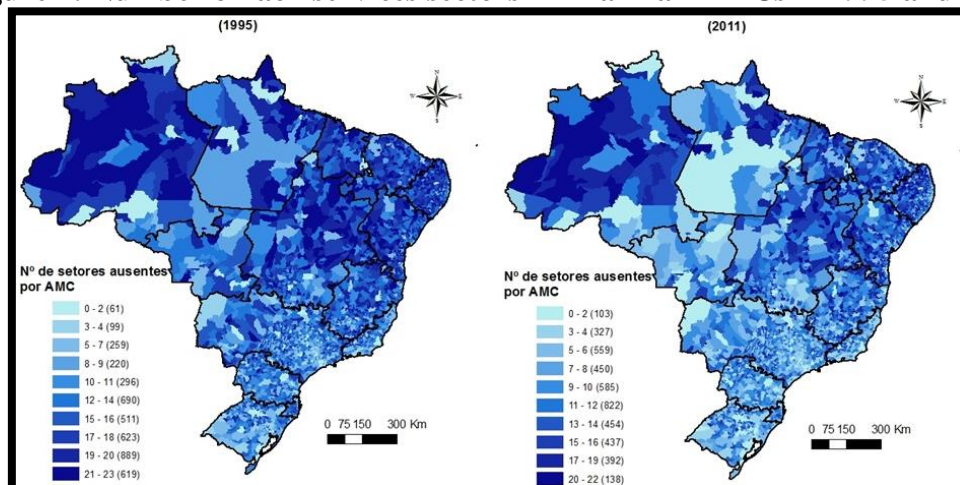 (1995)
Nº de setores ausentes
por AMC
0 - 2 (61)
3 - 4 (99)
5 - 7 (259)
8 - 9 (220)
10 - 11 (296)
12 - 14 (690)
15 - 16 (511)
17 - 18 (623)
19 - 20 (889)
21 - 23 (619)
0 75 150 300 Km
(2011)
Nº de setores ausentes
por AMC
0 - 2 (103)
3 - 4 (327)
5 - 6 (559)
7 - 8 (450)
9 - 10 (585)
11 - 12 (822)
13 - 14 (454)
15 - 16 (437)
17 - 19 (392)
20 - 22 (138)
0 75 150 300 Km